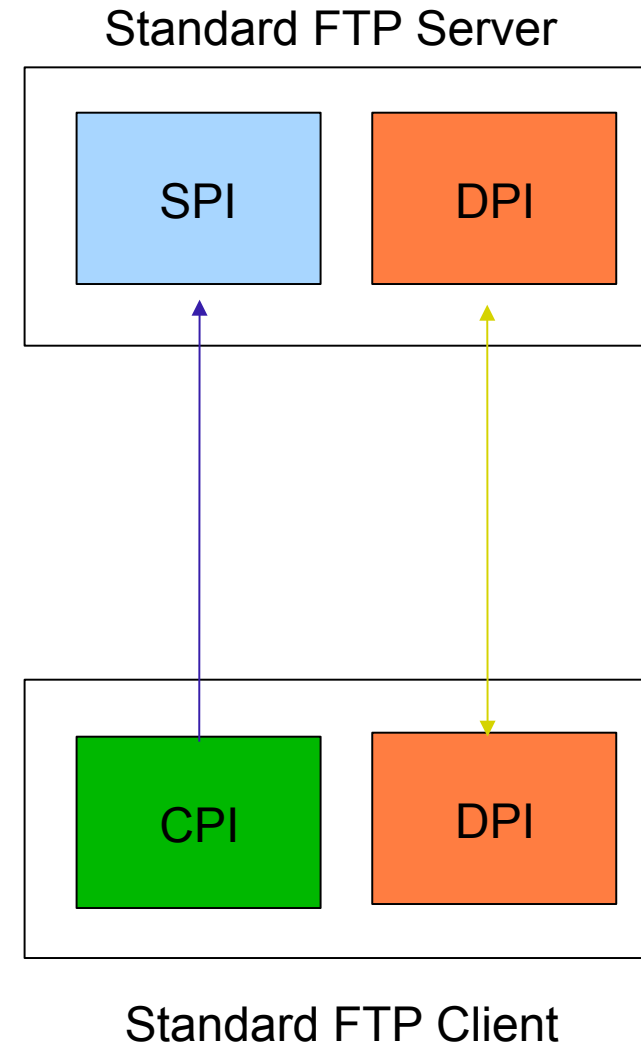 Standard FTP Server
SPI
DPI
CPI
DPI
Standard FTP Client